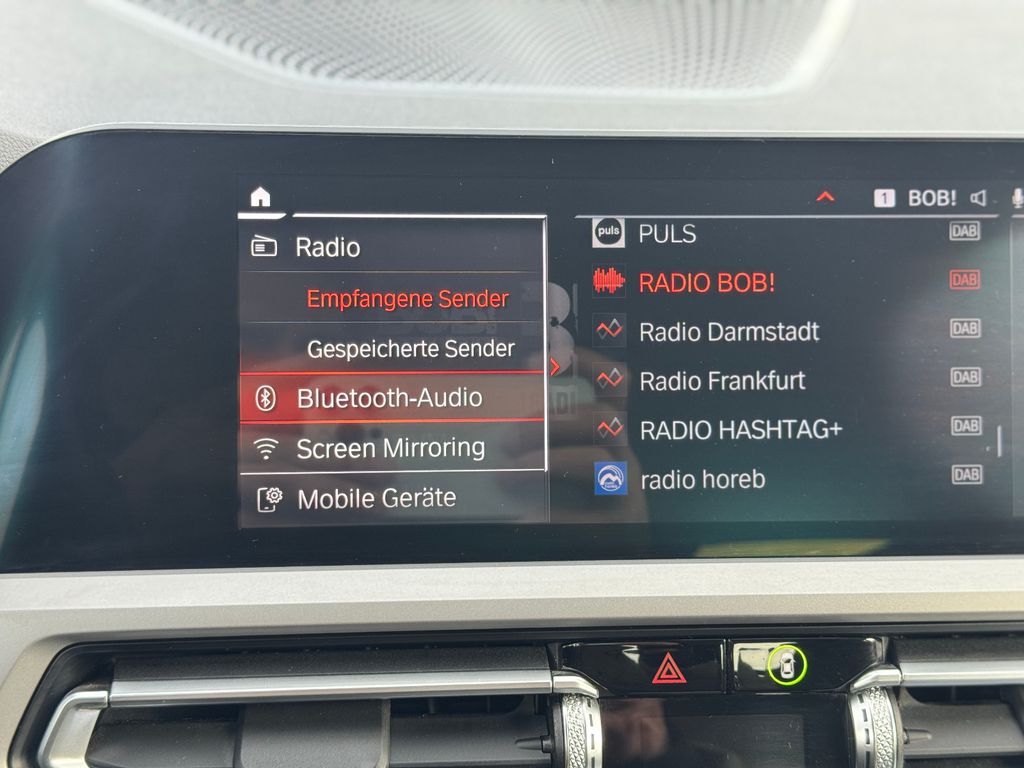 1 BOB!
Radio
Empfangene Sender
Gespeicherte Sender
Bluetooth-Audio
Screen Mirroring
Mobile Geräte
puls PULS DAB
RADIO BOB! DAB
Radio Darmstadt DAB
Radio Frankfurt DAB
RADIO HASHTAG+ DAB
radio horeb DAB